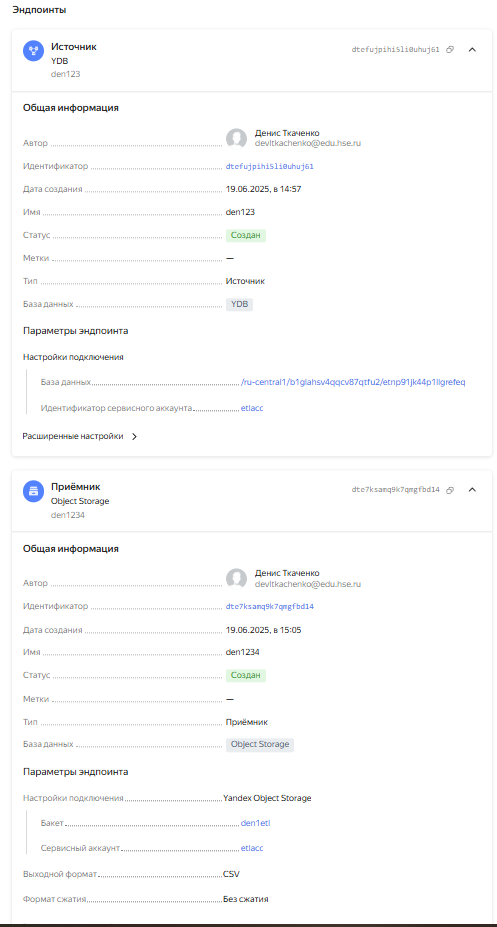 Эндпоинты
Источник
YDB
den123
dtefujpihi5li0uhuj61
Общая информация
Автор
Денис Ткаченко
devltkachenko@edu.hse.ru
Идентификатор dtefujpihi5li0uhuj61
Дата создания 19.06.2025, в 14:57
Имя den123
Статус Создан
Метки —
Тип Источник
База данных YDB
Параметры эндпоинта
Настройки подключения
База данных /ru-central1/b1glahsv4qqcv87qtfu2/etnp91jk44p1llgrefeq
Идентификатор сервисного аккаунта etlacc
Расширенные настройки
Приёмник
Object Storage
den1234
dte7ksamq9k7qmgfbd14
Общая информация
Автор
Денис Ткаченко
devltkachenko@edu.hse.ru
Идентификатор dte7ksamq9k7qmgfbd14
Дата создания 19.06.2025, в 15:05
Имя den1234
Статус Создан
Метки —
Тип Приёмник
База данных Object Storage
Параметры эндпоинта
Настройки подключения Yandex Object Storage
Бакет den1etl
Сервисный аккаунт etlacc
Выходной формат CSV
Формат сжатия Без сжатия